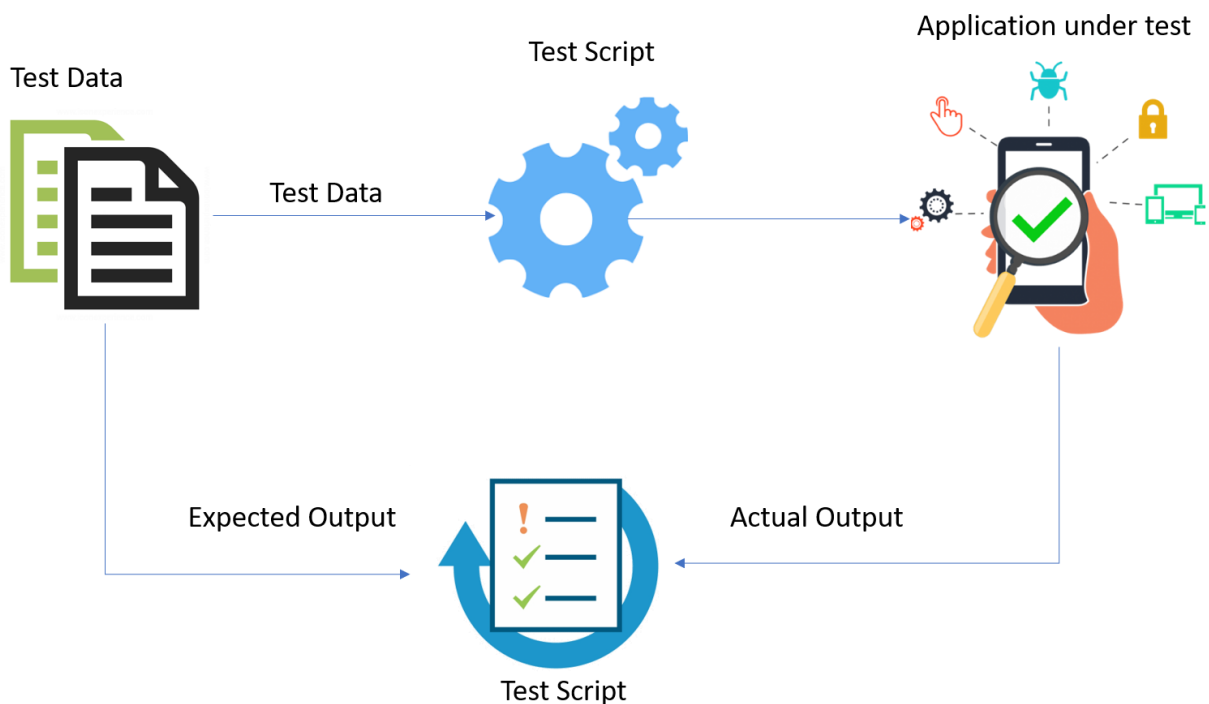 Application under test
Test Script
Test Data
Test Data
Expected Output
Actual Output
Test Script